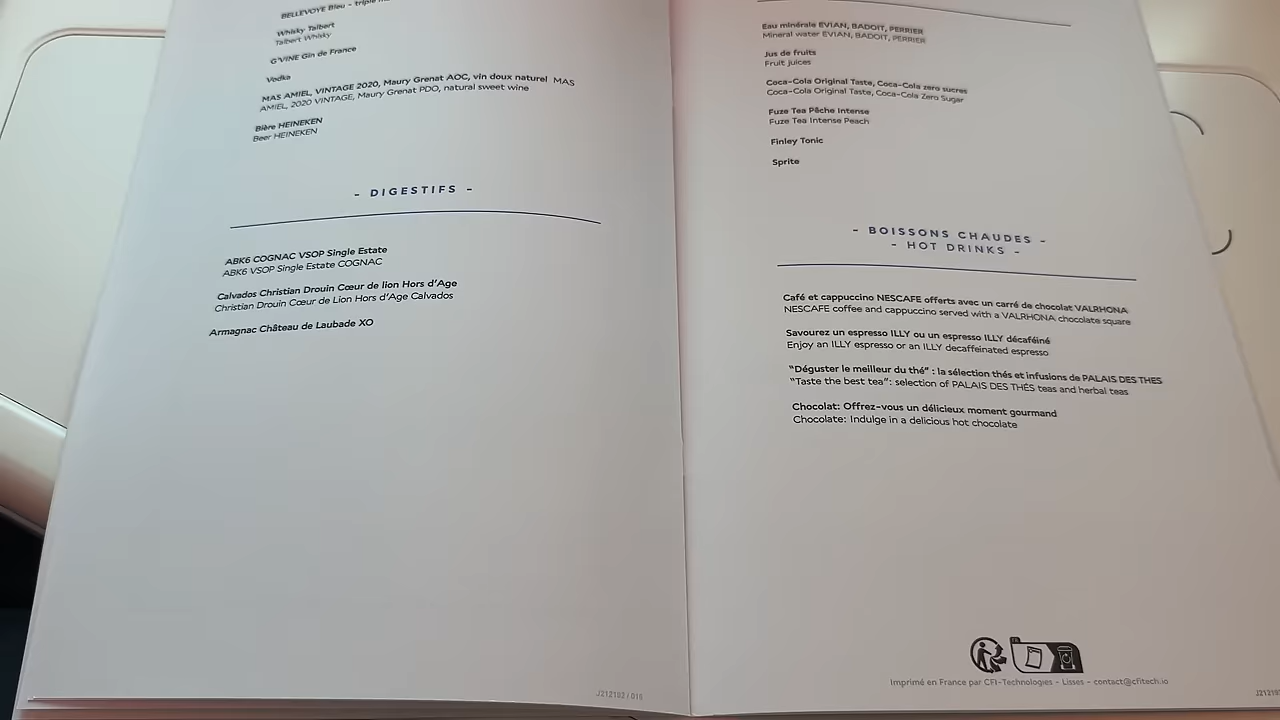 BELLEVOYE Bleu - triple
Whisky Talbert
Talbert Whisky
G'VINE Gin de France
Vodka
MAS AMIEL, VINTAGE 2020, Maury Grenat AOC, vin doux naturel MAS
AMIEL, 2020 VINTAGE, Maury Grenat PDO, natural sweet wine
Bière HEINEKEN
Beer HEINEKEN
- DIGESTIFS -
ABK6 COGNAC VSOP Single Estate
ABK6 VSOP Single Estate COGNAC
Calvados Christian Drouin Cœur de lion Hors d'Age
Christian Drouin Cœur de Lion Hors d'Age Calvados
Armagnac Château de Laubade XO
J212192 / 016
Eau minérale EVIAN, BADOIT, PERRIER
Mineral water EVIAN, BADOIT, PERRIER
Jus de fruits
Fruit juices
Coca-Cola Original Taste, Coca-Cola zero sucres
Coca-Cola Original Taste, Coca-Cola Zero Sugar
Fuze Tea Pêche Intense
Fuze Tea Intense Peach
Finley Tonic
Sprite
- BOISSONS CHAUDES -
- HOT DRINKS -
Café et cappuccino NESCAFE offerts avec un carré de chocolat VALRHONA
NESCAFE coffee and cappuccino served with a VALRHONA chocolate square
Savourez un espresso ILLY ou un espresso ILLY décaféiné
Enjoy an ILLY espresso or an ILLY decaffeinated espresso
"Déguster le meilleur du thé" : la sélection thés et infusions de PALAIS DES THES
"Taste the best tea": selection of PALAIS DES THÉS teas and herbal teas
Chocolat: Offrez-vous un délicieux moment gourmand
Chocolate: Indulge in a delicious hot chocolate
FR
Imprimé en France par CFI-Technologies - Lisses - contact@cfitech.io